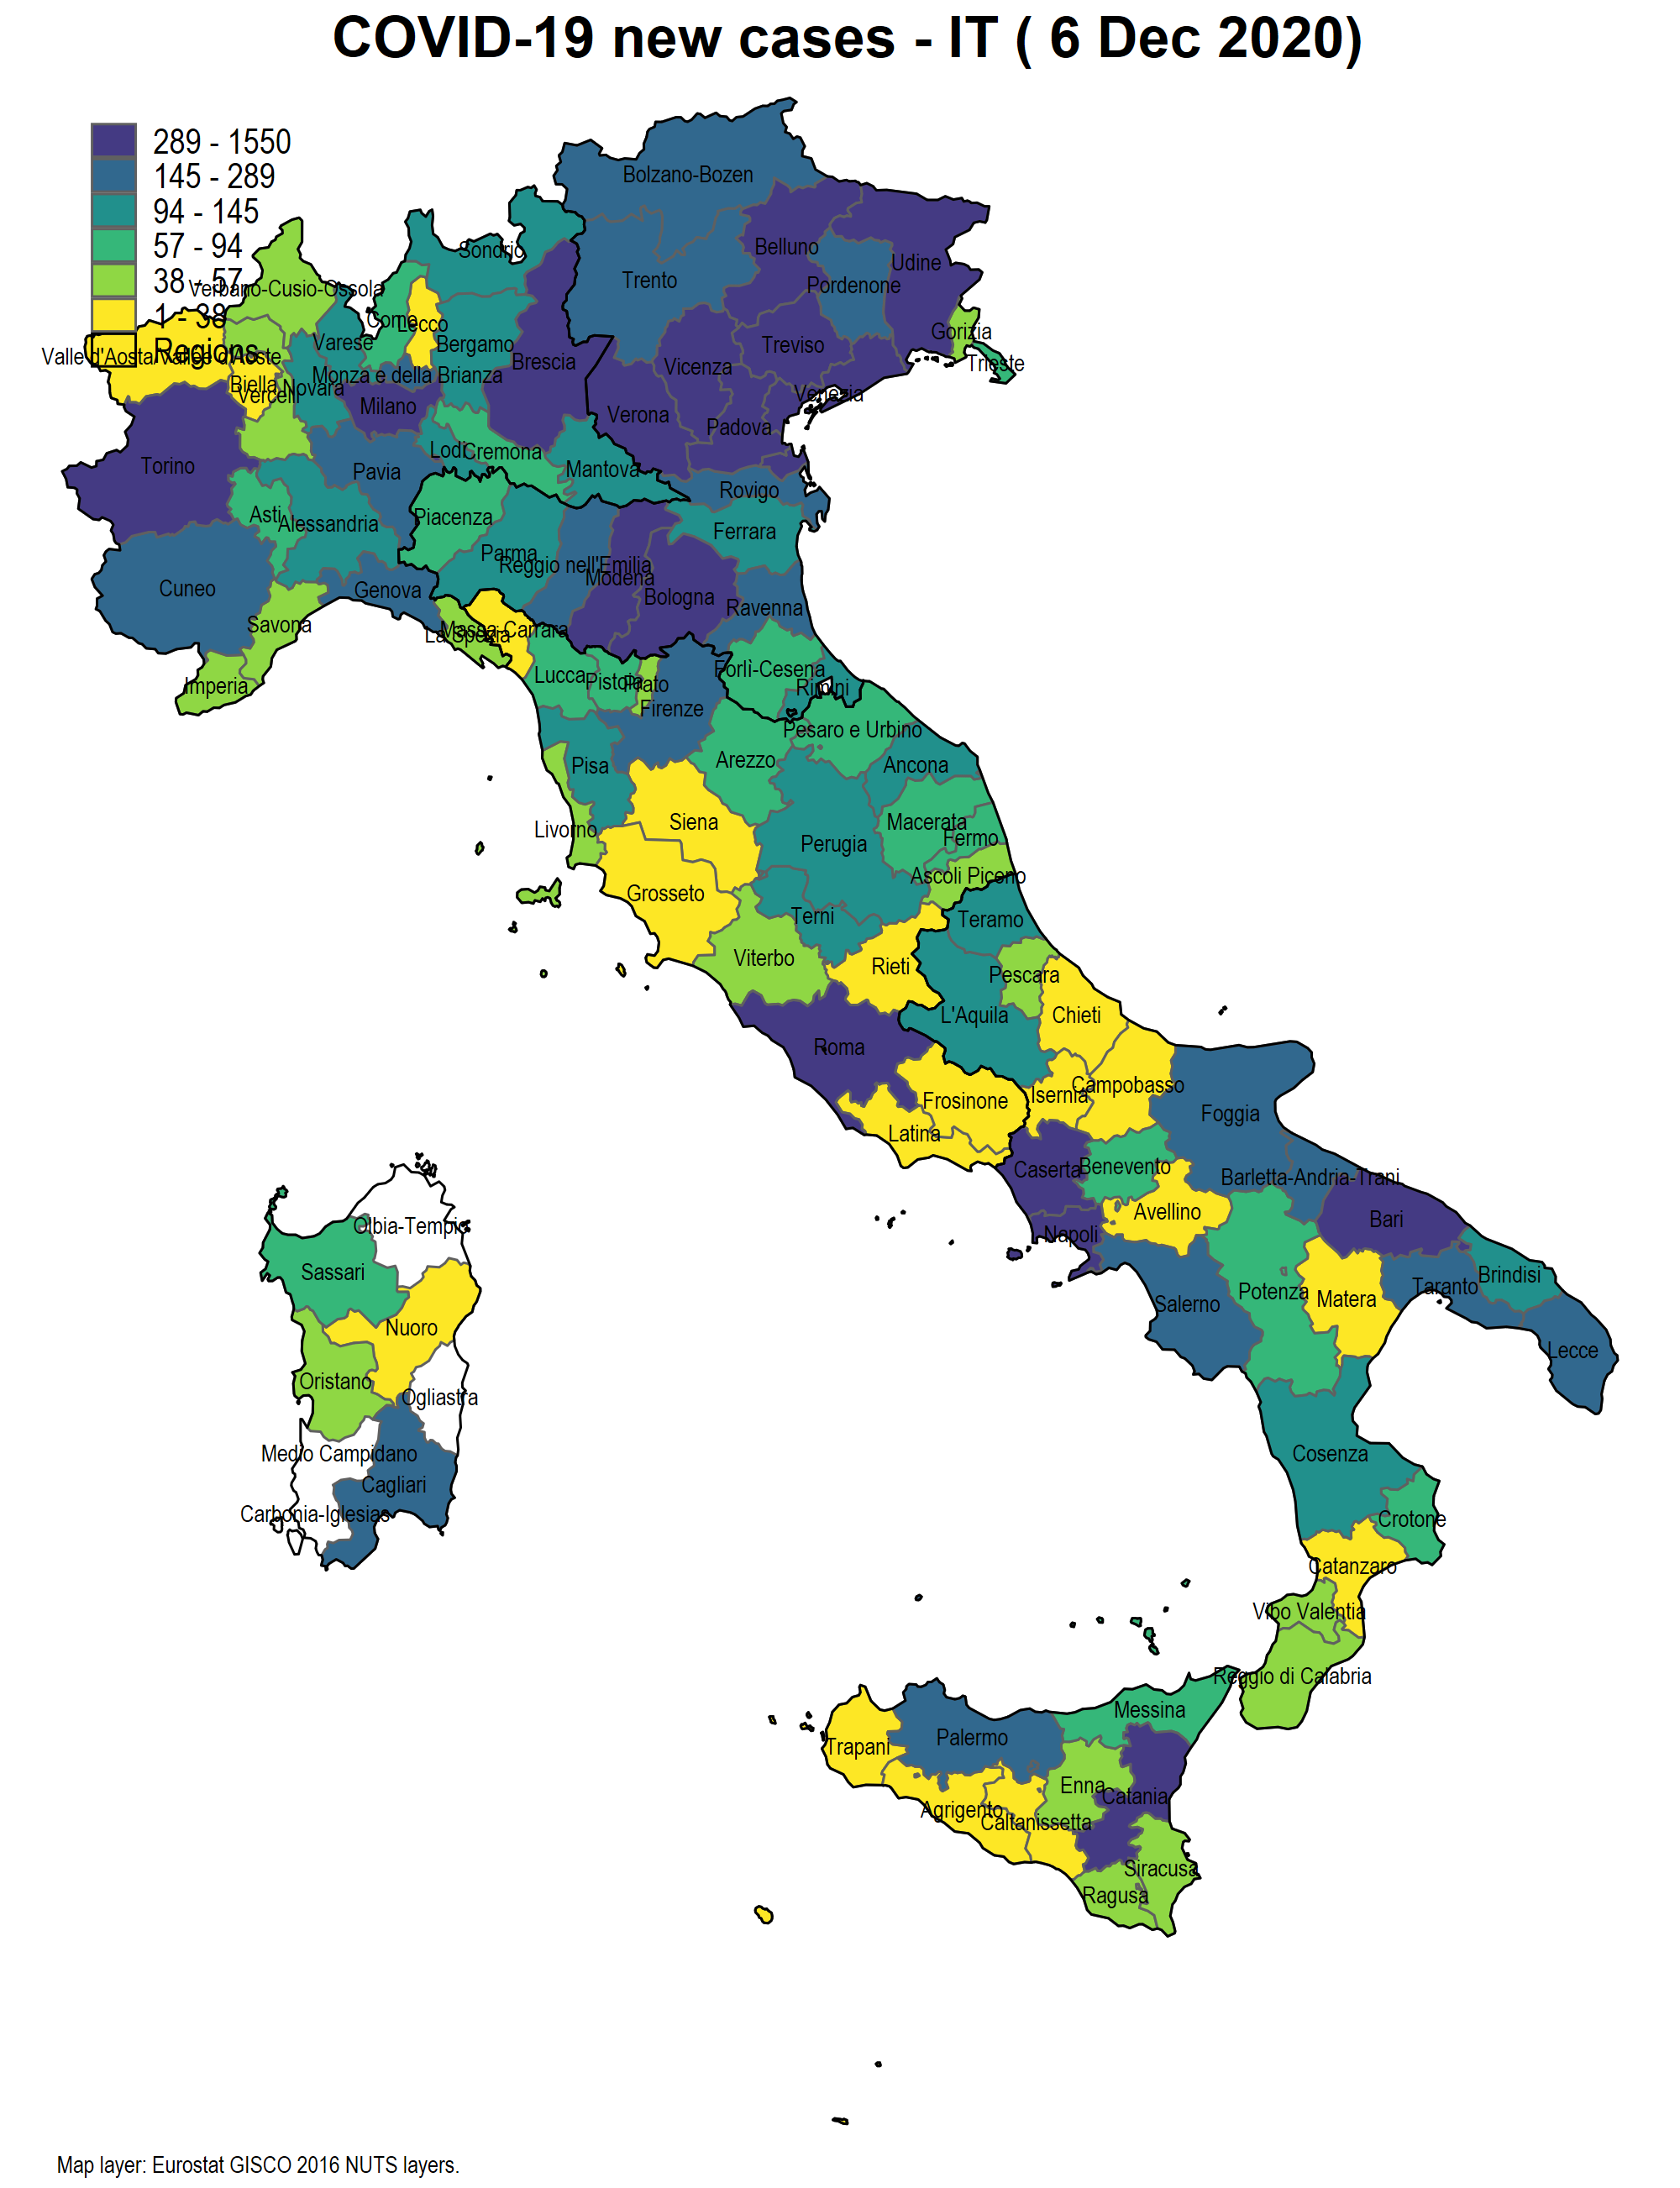 COVID-19 new cases - IT ( 6 Dec 2020)
289 - 1550
145 - 289
94 - 145
57 - 94
38 - 57
1 - 38
Regions
Bolzano-Bozen
Sondrio
Belluno
Udine
Trento
Pordenone
Verbano-Cusio-Ossola
Como
Lecco
Gorizia
Varese
Bergamo
Treviso
Valle d'Aosta/Vallée d'Aoste
Brescia
Vicenza
Trieste
Monza e della Brianza
Biella
Novara
Vercelli
Venezia
Milano
Verona
Padova
Lodi
Cremona
Torino
Pavia
Mantova
Rovigo
Asti
Alessandria
Piacenza
Ferrara
Parma
Reggio nell'Emilia
Modena
Cuneo
Genova
Bologna
Ravenna
Savona
La Spezia
Massa-Carrara
Forlì-Cesena
Lucca
Pistoia
Prato
Rimini
Imperia
Firenze
Pesaro e Urbino
Arezzo
Pisa
Ancona
Siena
Macerata
Livorno
Fermo
Perugia
Ascoli Piceno
Grosseto
Terni
Teramo
Viterbo
Rieti
Pescara
L'Aquila
Chieti
Roma
Campobasso
Isernia
Frosinone
Foggia
Latina
Caserta
Benevento
Barletta-Andria-Trani
Avellino
Bari
Olbia-Tempio
Napoli
Sassari
Brindisi
Taranto
Potenza
Matera
Salerno
Nuoro
Lecce
Oristano
Ogliastra
Medio Campidano
Cosenza
Cagliari
Carbonia-Iglesias
Crotone
Catanzaro
Vibo Valentia
Reggio di Calabria
Messina
Palermo
Trapani
Enna
Catania
Agrigento
Caltanissetta
Siracusa
Ragusa
Map layer: Eurostat GISCO 2016 NUTS layers.